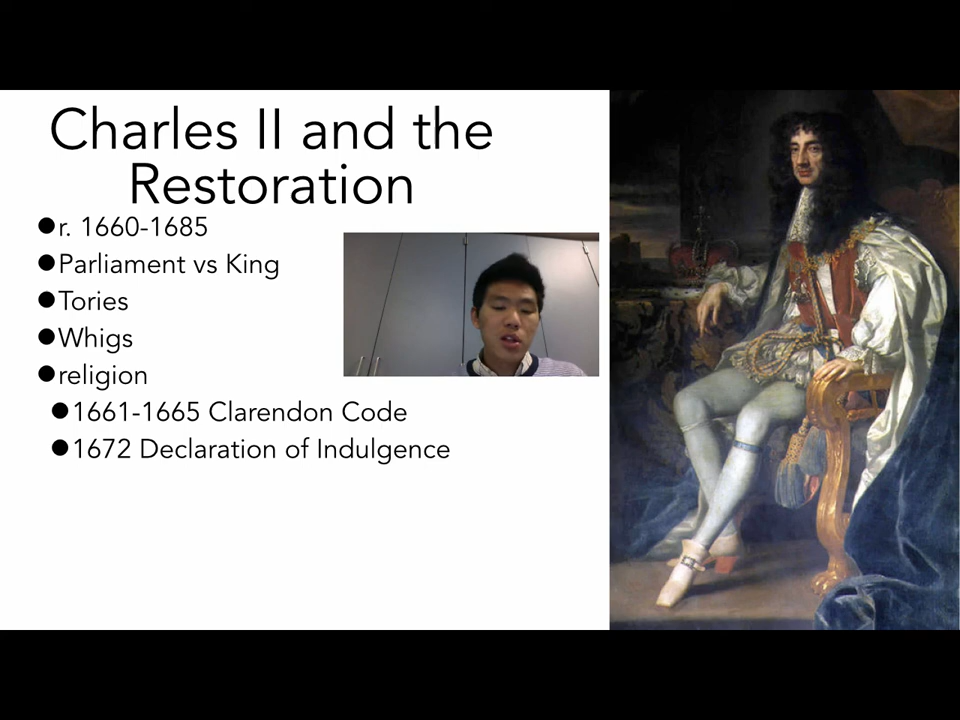 Charles II and the
Restoration
●r. 1660-1685
●Parliament vs King
●Tories
●Whigs
●religion
●1661-1665 Clarendon Code
●1672 Declaration of Indulgence